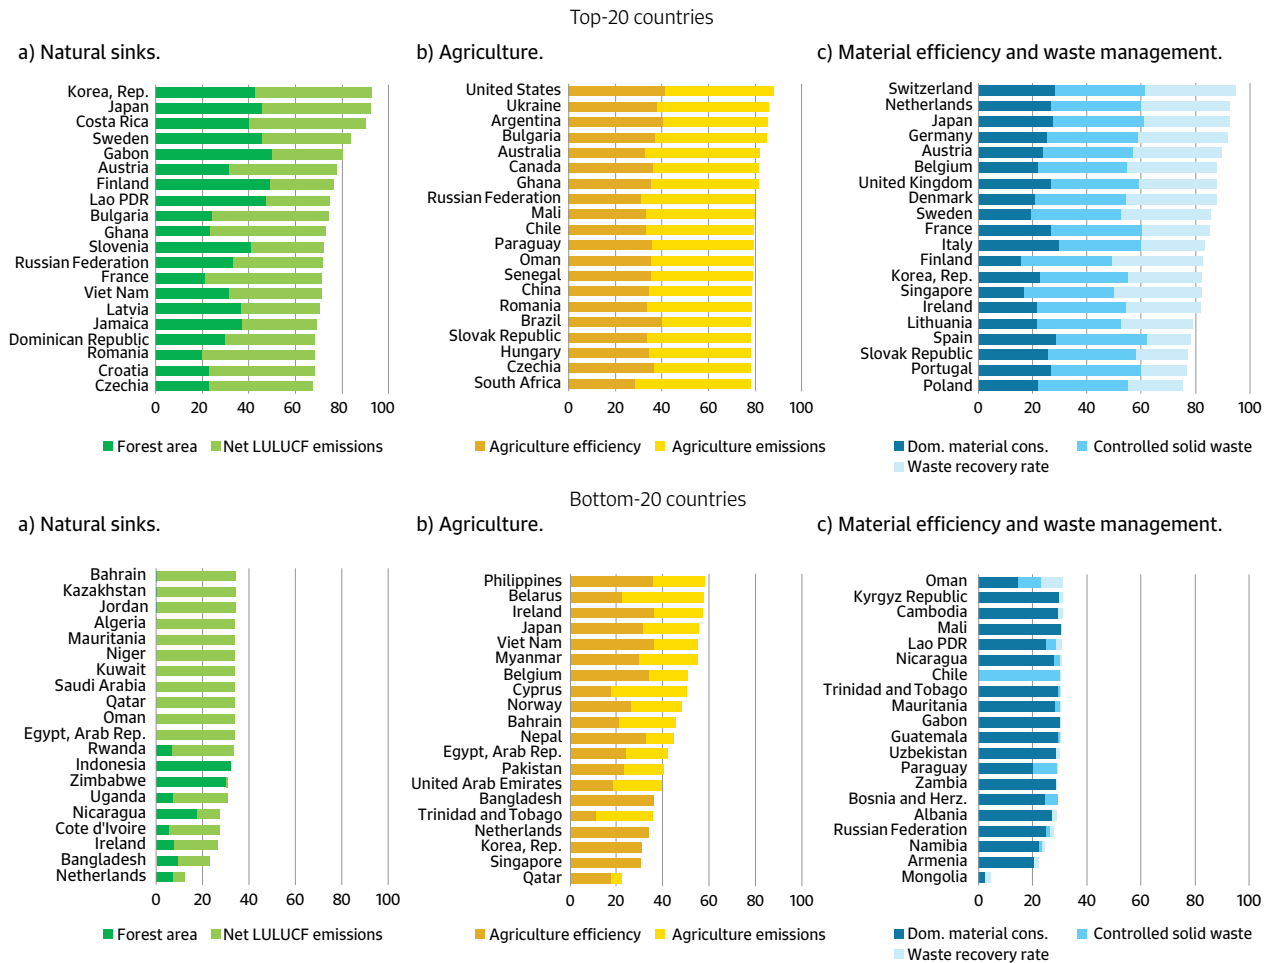 Top-20 countries
a) Natural sinks.
Korea, Rep.
Japan
Costa Rica
Sweden
Gabon
Austria
Finland
Lao PDR
Bulgaria
Ghana
Slovenia
Russian Federation
France
Viet Nam
Latvia
Jamaica
Dominican Republic
Romania
Croatia
Czechia
0 20 40 60 80 100
Forest area Net LULUCF emissions
b) Agriculture.
United States
Ukraine
Argentina
Bulgaria
Australia
Canada
Ghana
Russian Federation
Mali
Chile
Paraguay
Oman
Senegal
China
Romania
Brazil
Slovak Republic
Hungary
Czechia
South Africa
0 20 40 60 80 100
Agriculture efficiency Agriculture emissions
c) Material efficiency and waste management.
Switzerland
Netherlands
Japan
Germany
Austria
Belgium
United Kingdom
Denmark
Sweden
France
Italy
Finland
Korea, Rep.
Singapore
Ireland
Lithuania
Spain
Slovak Republic
Portugal
Poland
0 20 40 60 80 100
Dom. material cons. Controlled solid waste
Waste recovery rate
Bottom-20 countries
a) Natural sinks.
Bahrain
Kazakhstan
Jordan
Algeria
Mauritania
Niger
Kuwait
Saudi Arabia
Qatar
Oman
Egypt, Arab Rep.
Rwanda
Indonesia
Zimbabwe
Uganda
Nicaragua
Cote d'Ivoire
Ireland
Bangladesh
Netherlands
0 20 40 60 80 100
Forest area Net LULUCF emissions
b) Agriculture.
Philippines
Belarus
Ireland
Japan
Viet Nam
Myanmar
Belgium
Cyprus
Norway
Bahrain
Nepal
Egypt, Arab Rep.
Pakistan
United Arab Emirates
Bangladesh
Trinidad and Tobago
Netherlands
Korea, Rep.
Singapore
Qatar
0 20 40 60 80 100
Agriculture efficiency Agriculture emissions
c) Material efficiency and waste management.
Oman
Kyrgyz Republic
Cambodia
Mali
Lao PDR
Nicaragua
Chile
Trinidad and Tobago
Mauritania
Gabon
Guatemala
Uzbekistan
Paraguay
Zambia
Bosnia and Herz.
Albania
Russian Federation
Namibia
Armenia
Mongolia
0 20 40 60 80 100
Dom. material cons. Controlled solid waste
Waste recovery rate